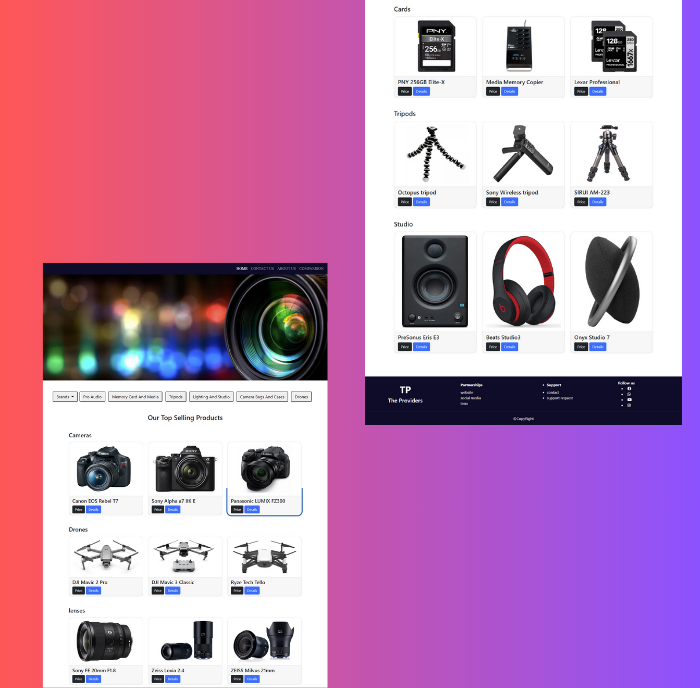 HOME CONTACT US ABOUT US
Brands Pro Audio Memory Card And Media Tripods Lighting And Studio Camera Bags And Cases Drones
Our Top Selling Products
Cameras
Canon EOS Rebel T7 Sony Alpha a7 IIK E Panasonic LUMIX FZ300
Price Details Price Details Price Details
Drones
DJI Mavic 2 Pro DJI Mavic 3 Classic Ryze Tech Tello
Price Details Price Details Price Details
lenses
Sony FE 20mm F1.8 Zeiss Loxia 2.4 ZEISS Milvus 21mm
Price Details Price Details Price Details
Cards
PNY
Elite-X
256
128
Lexar
PNY 256GB Elite-X Media Memory Copier Lexar Professional
Price Details Price Details Price Details
Tripods
Octopus tripod Sony Wireless tripod SIRUI AM-223
Price Details Price Details Price Details
Studio
PreSonus Eris E3 Beats Studio3 Onyx Studio 7
Price Details Price Details Price Details
TP
The Providers
Partnerships
website
social media
Support
contact
support request
Follow us
© CopyRight